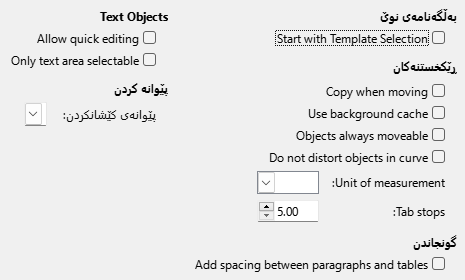 بەڵگەنامەی نوێ
Start with Template Selection
ڕێکخستنەکان
Copy when moving
Use background cache
Objects always moveable
Do not distort objects in curve
Unit of measurement:
Tab stops: 5.00
گونجاندن
Add spacing between paragraphs and tables
Text Objects
Allow quick editing
Only text area selectable
پێوانە کردن
پێوانەی کێشانکردن: